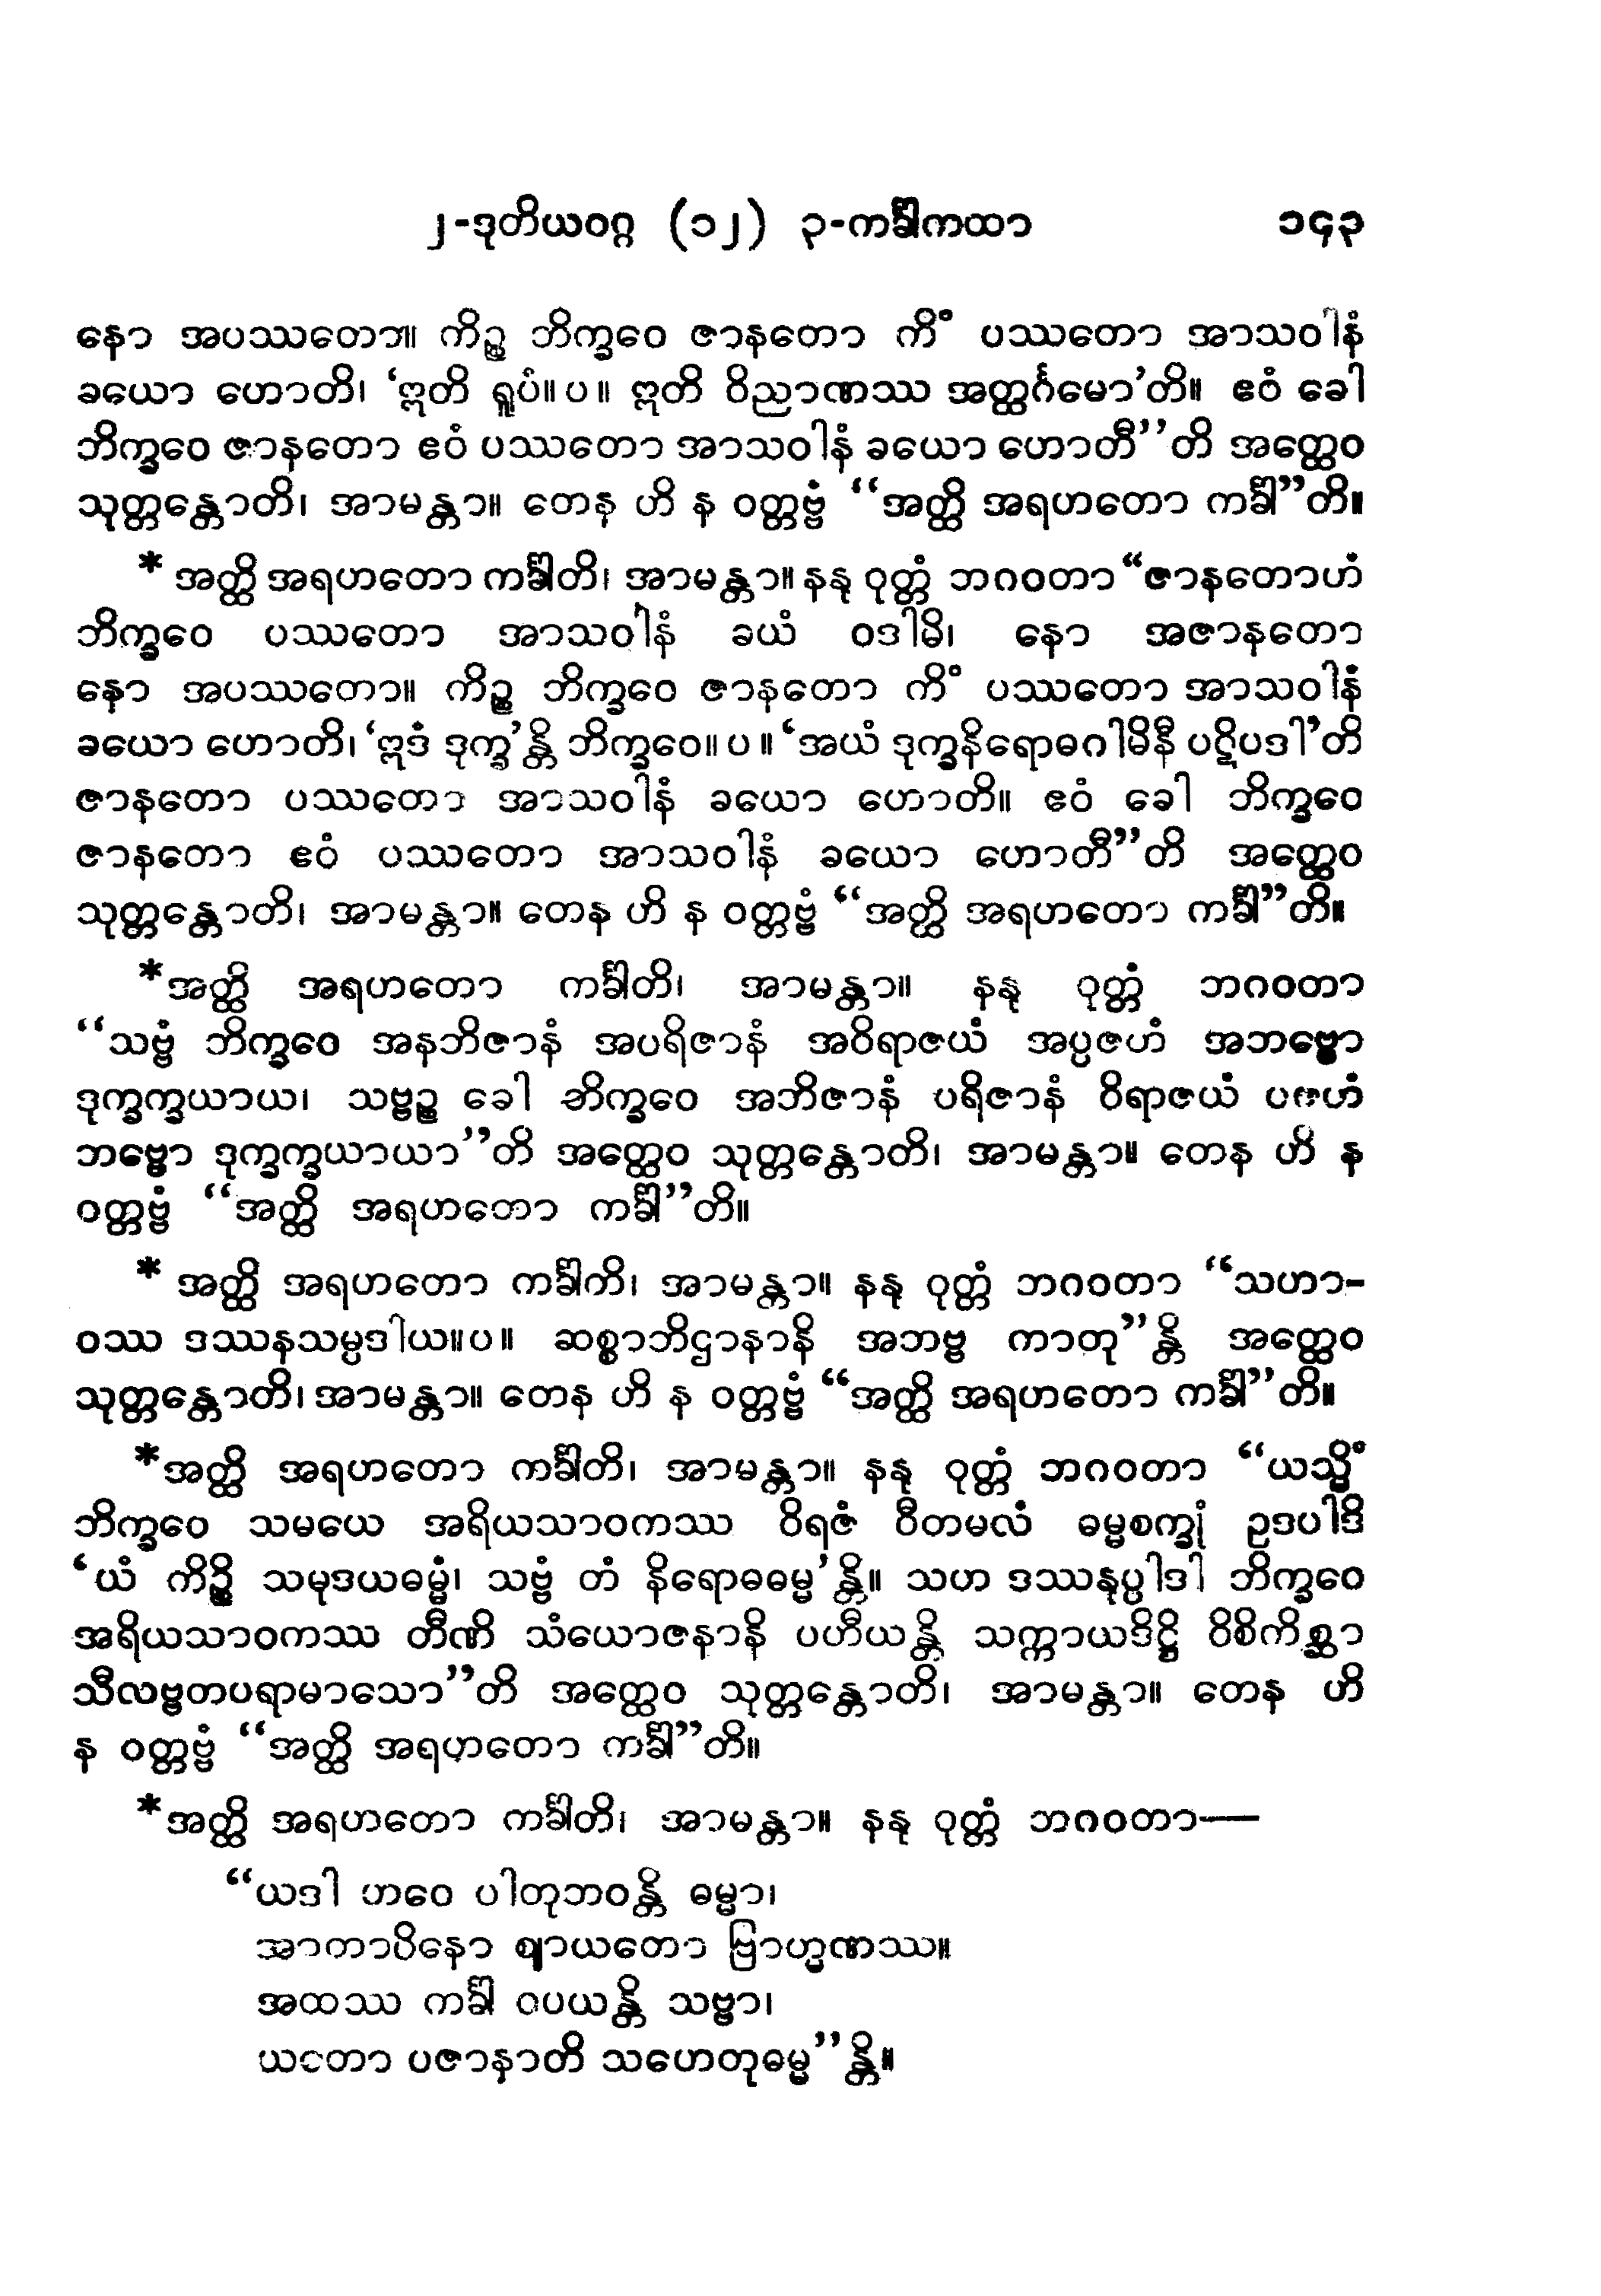 ၂-ဒုတိယဝဂ္ဂ (၁၂) ၃-ကင်္ခါကထာ ၁၄၃
နော အပဿတော။ ကိဉ္စ ဘိက္ခဝေ ဇာနတော ကိံ ပဿတော အာသဝါနံ
ခယော ဟောတိ၊ ‘ဣတိ ရူပံ။ပ။ ဣတိ ဝိညာဏဿ အတ္ထင်္ဂမော’တိ။ ဧဝံ ခေါ
ဘိက္ခဝေ ဇာနတော ဧဝံ ပဿတော အာသဝါနံ ခယော ဟောတီ”တိ အတ္ထေဝ
သုတ္တန္တောတိ၊ အာမန္တာ။ တေန ဟိ န ဝတ္တဗ္ဗံ “အတ္ထိ အရဟတော ကင်္ခါ”တိ။
* အတ္ထိ အရဟတော ကင်္ခါတိ၊ အာမန္တာ။ နနု ဝုတ္တံ ဘဂဝတာ “ဇာနတောဟံ
ဘိက္ခဝေ ပဿတော အာသဝါနံ ခယံ ဝဒါမိ၊ နော အဇာနတော
နော အပဿတော။ ကိဉ္စ ဘိက္ခဝေ ဇာနတော ကိံ ပဿတော အာသဝါနံ
ခယော ဟောတိ၊ ‘ဣဒံ ဒုက္ခ’န္တိ ဘိက္ခဝေ။ပ။ ‘အယံ ဒုက္ခနိရောဓဂါမိနီ ပဋိပဒါ’တိ
ဇာနတော ပဿတော အာသဝါနံ ခယော ဟောတိ။ ဧဝံ ခေါ ဘိက္ခဝေ
ဇာနတော ဧဝံ ပဿတော အာသဝါနံ ခယော ဟောတီ”တိ အတ္ထေဝ
သုတ္တန္တောတိ၊ အာမန္တာ။ တေန ဟိ န ဝတ္တဗ္ဗံ “အတ္ထိ အရဟတော ကင်္ခါ”တိ။
*အတ္ထိ အရဟတော ကင်္ခါတိ၊ အာမန္တာ။ နနု ဝုတ္တံ ဘဂဝတာ
“သဗ္ဗံ ဘိက္ခဝေ အနဘိဇာနံ အပရိဇာနံ အဝိရာဇယံ အပ္ပဇဟံ အဘဗ္ဗော
ဒုက္ခက္ခယာယ၊ သဗ္ဗဉ္စ ခေါ ဘိက္ခဝေ အဘိဇာနံ ပရိဇာနံ ဝိရာဇယံ ပဇဟံ
ဘဗ္ဗော ဒုက္ခက္ခယာယာ”တိ အတ္ထေဝ သုတ္တန္တောတိ၊ အာမန္တာ။ တေန ဟိ န
ဝတ္တဗ္ဗံ “အတ္ထိ အရဟတော ကင်္ခါ”တိ။
* အတ္ထိ အရဟတော ကင်္ခါကိ၊ အာမန္တာ။ နနု ဝုတ္တံ ဘဂဝတာ “သဟာ-
ဝဿ ဒဿနသမ္ပဒါယ။ပ။ ဆစ္စာဘိဌာနာနိ အဘဗ္ဗ ကာတု”န္တိ အတ္ထေဝ
သုတ္တန္တောတိ၊ အာမန္တာ။ တေန ဟိ န ဝတ္တဗ္ဗံ “အတ္ထိ အရဟတော ကင်္ခါ”တိ။
*အတ္ထိ အရဟတော ကင်္ခါတိ၊ အာမန္တာ။ နနု ဝုတ္တံ ဘဂဝတာ “ယသ္မိံ
ဘိက္ခဝေ သမယေ အရိယသာဝကဿ ဝိရဇံ ဝီတမလံ ဓမ္မစက္ခုံ ဥဒပါဒိ
‘ယံ ကိဉ္စိ သမုဒယဓမ္မံ၊ သဗ္ဗံ တံ နိရောဓဓမ္မ’န္တိ။ သဟ ဒဿနုပ္ပါဒါ ဘိက္ခဝေ
အရိယသာဝကဿ တီဏိ သံယောဇနာနိ ပဟီယန္တိ သက္ကာယဒိဋ္ဌိ ဝိစိကိစ္ဆာ
သီလဗ္ဗတပရာမာသော”တိ အတ္ထေဝ သုတ္တန္တောတိ၊ အာမန္တာ။ တေန ဟိ
န ဝတ္တဗ္ဗံ “အတ္ထိ အရဟတော ကင်္ခါ”တိ။
*အတ္ထိ အရဟတော ကင်္ခါတိ၊ အာမန္တာ။ နနု ဝုတ္တံ ဘဂဝတာ—
“ယဒါ ဟဝေ ပါတုဘဝန္တိ ဓမ္မာ၊
အာတာပိနော ဈာယတော ဗြာဟ္မဏဿ။
အထဿ ကင်္ခါ ဝပယန္တိ သဗ္ဗာ၊
ယတော ပဇာနာတိ သဟေတုဓမ္မ”န္တိ။